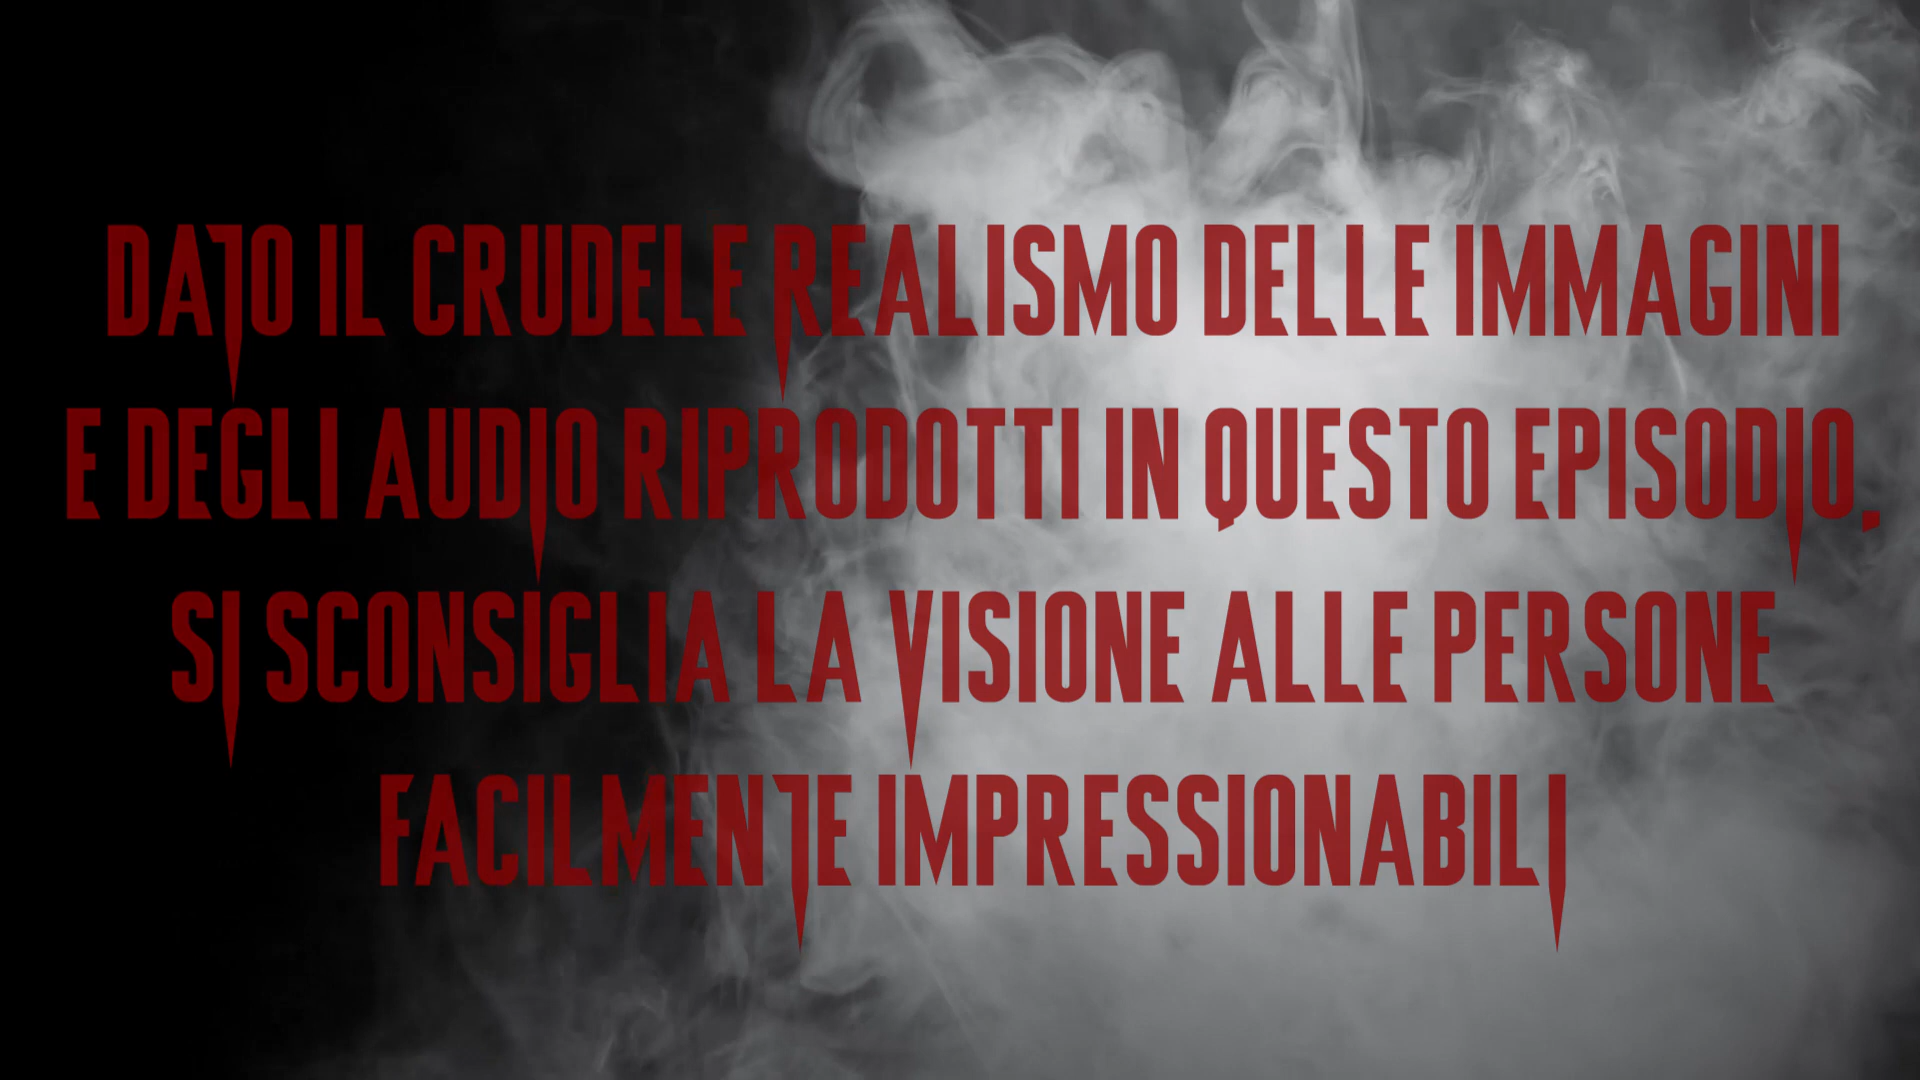 DATO IL CRUDELE REALISMO DELLE IMMAGINI
E DEGLI AUDIO RIPRODOTTI IN QUESTO EPISODIO,
SI SCONSIGLIA LA VISIONE ALLE PERSONE
FACILMENTE IMPRESSIONABILI